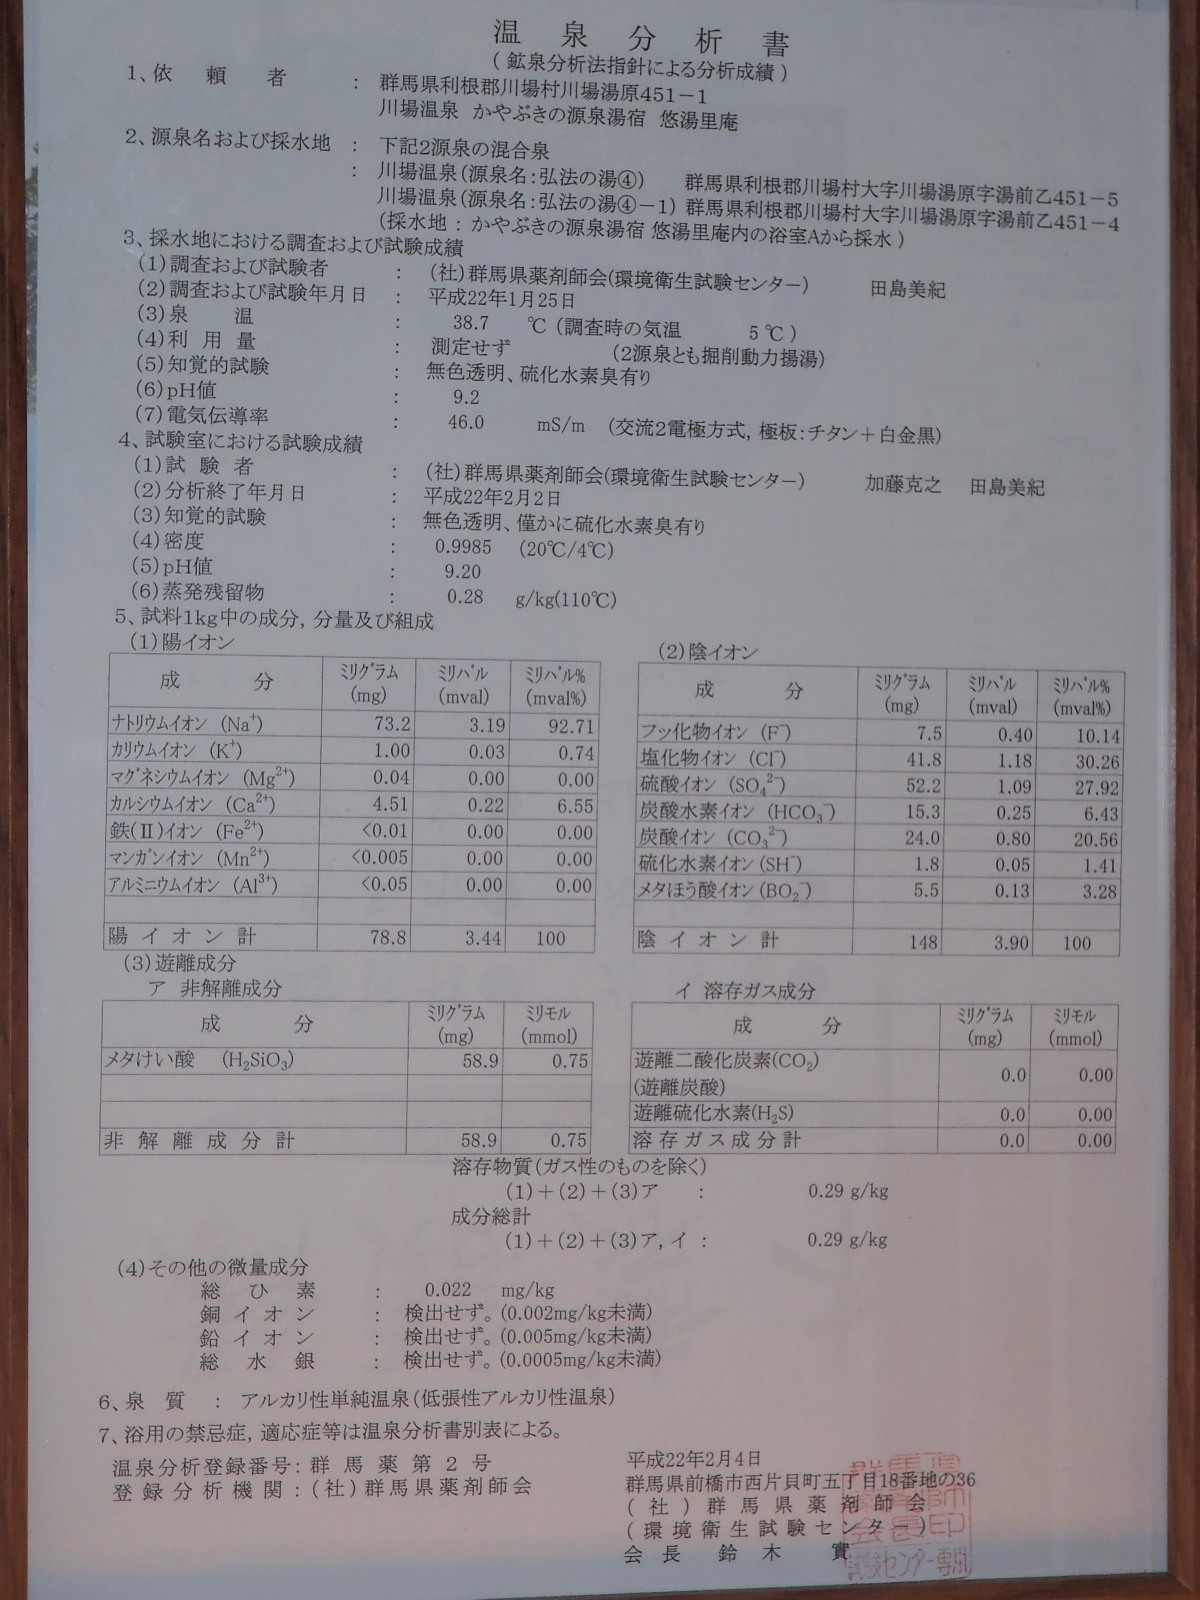 温泉分析書
(鉱泉分析法指針による分析成績)
1、依頼者 : 群馬県利根郡川場村川場湯原451-1
川場温泉 かやぶきの源泉湯宿 悠湯里庵
2、源泉名および採水地 : 下記2源泉の混合泉
: 川場温泉(源泉名:弘法の湯④) 群馬県利根郡川場村大字川場湯原字湯前乙451-5
川場温泉(源泉名:弘法の湯④-1) 群馬県利根郡川場村大字川場湯原字湯前乙451-4
(採水地:かやぶきの源泉湯宿 悠湯里庵内の浴室Aから採水)
3、採水地における調査および試験成績
(1)調査および試験者 : (社)群馬県薬剤師会(環境衛生試験センター) 田島美紀
(2)調査および試験年月日 : 平成22年1月25日
(3)泉温 : 38.7 ℃ (調査時の気温 5℃)
(4)利用量 : 測定せず (2源泉とも掘削動力揚湯)
(5)知覚的試験 : 無色透明、硫化水素臭有り
(6)pH値 : 9.2
(7)電気伝導率 : 46.0 mS/m (交流2電極方式, 極板:チタン+白金黒)
4、試験室における試験成績
(1)試験者 : (社)群馬県薬剤師会(環境衛生試験センター) 加藤克之 田島美紀
(2)分析終了年月日 : 平成22年2月2日
(3)知覚的試験 : 無色透明、僅かに硫化水素臭有り
(4)密度 : 0.9985 (20℃/4℃)
(5)pH値 : 9.20
(6)蒸発残留物 : 0.28 g/kg(110℃)
5、試料1kg中の成分, 分量及び組成
(1)陽イオン
成分 ミリグラム(mg) ミリバル(mval) ミリバル%(mval%)
ナトリウムイオン (Na⁺) 73.2 3.19 92.71
カリウムイオン (K⁺) 1.00 0.03 0.74
マグネシウムイオン (Mg²⁺) 0.04 0.00 0.00
カルシウムイオン (Ca²⁺) 4.51 0.22 6.55
鉄(Ⅱ)イオン (Fe²⁺) <0.01 0.00 0.00
マンガンイオン (Mn²⁺) <0.005 0.00 0.00
アルミニウムイオン (Al³⁺) <0.05 0.00 0.00
陽イオン計 78.8 3.44 100
(2)陰イオン
成分 ミリグラム(mg) ミリバル(mval) ミリバル%(mval%)
フッ化物イオン (F⁻) 7.5 0.40 10.14
塩化物イオン (Cl⁻) 41.8 1.18 30.26
硫酸イオン (SO₄²⁻) 52.2 1.09 27.92
炭酸水素イオン (HCO₃⁻) 15.3 0.25 6.43
炭酸イオン (CO₃²⁻) 24.0 0.80 20.56
硫化水素イオン (SH⁻) 1.8 0.05 1.41
メタほう酸イオン (BO₂⁻) 5.5 0.13 3.28
陰イオン計 148 3.90 100
(3)遊離成分
ア 非解離成分
成分 ミリグラム(mg) ミリモル(mmol)
メタけい酸 (H₂SiO₃) 58.9 0.75
非解離成分計 58.9 0.75
イ 溶存ガス成分
成分 ミリグラム(mg) ミリモル(mmol)
遊離二酸化炭素(CO₂)
(遊離炭酸) 0.0 0.00
遊離硫化水素(H₂S) 0.0 0.00
溶存ガス成分計 0.0 0.00
溶存物質(ガス性のものを除く)
(1)+(2)+(3)ア : 0.29 g/kg
成分総計
(1)+(2)+(3)ア,イ : 0.29 g/kg
(4)その他の微量成分
総ひ素 : 0.022 mg/kg
銅イオン : 検出せず。(0.002mg/kg未満)
鉛イオン : 検出せず。(0.005mg/kg未満)
総水銀 : 検出せず。(0.0005mg/kg未満)
6、泉質 : アルカリ性単純温泉(低張性アルカリ性温泉)
7、浴用の禁忌症, 適応症等は温泉分析書別表による。
温泉分析登録番号:群馬薬第2号
登録分析機関:(社)群馬県薬剤師会
平成22年2月4日
群馬県前橋市西片貝町五丁目18番地の36
(社)群馬県薬剤師会
(環境衛生試験センター)
会長 鈴木 實
群馬県
薬剤師
会長印
試験センター専用